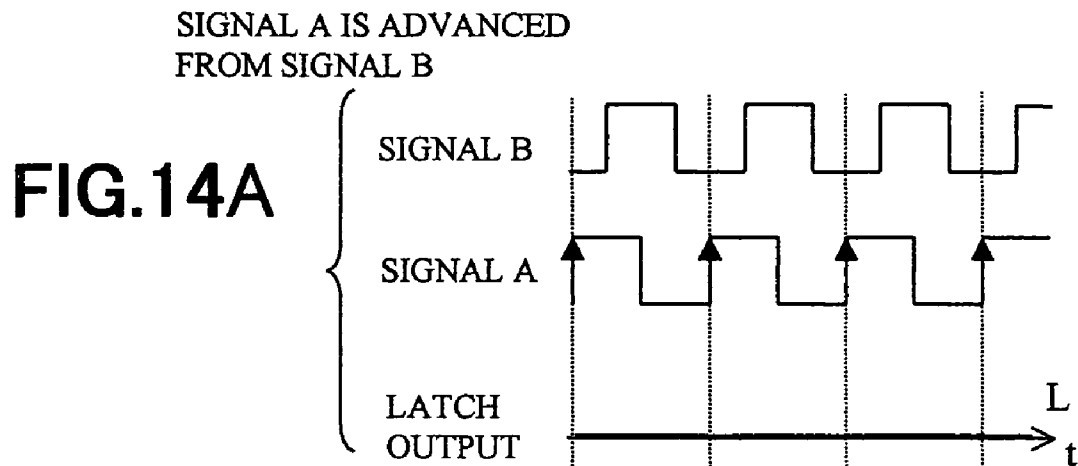 SIGNAL A IS ADVANCED
FROM SIGNAL B
FIG.14A
SIGNAL B
SIGNAL A
LATCH
OUTPUT
L
t